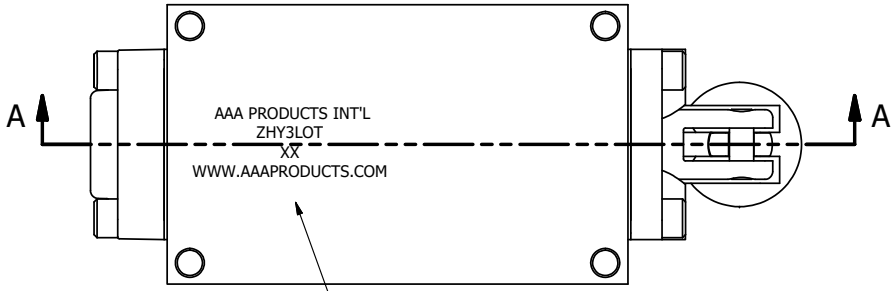 A
A
AAA PRODUCTS INT'L
ZHY3LOT
XX
WWW.AAAPRODUCTS.COM